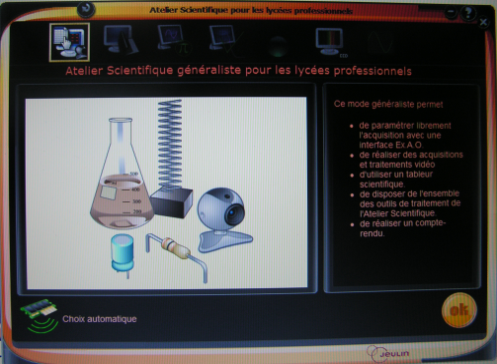 Atelier Scientifique pour les lycées professionnels
Atelier Scientifique généraliste pour les lycées professionnels
Ce mode généraliste permet
• de paramétrer librement
l'acquisition avec une
interface Ex.A.O.
• de réaliser des acquisitions
et traitements vidéo
• d'utiliser un tableur
scientifique.
• de disposer de l'ensemble
des outils de traitement de
l'Atelier Scientifique
• de réaliser un compte-
rendu.
Choix automatique
ok
Jeulin